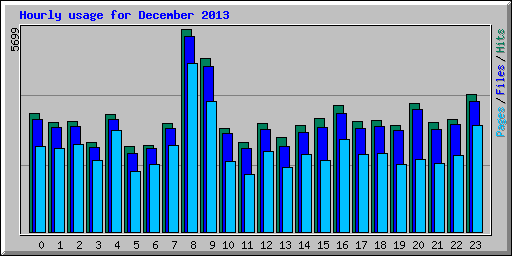 Hourly usage for December 2013
5699
Pages / Files / Hits
0 1 2 3 4 5 6 7 8 9 10 11 12 13 14 15 16 17 18 19 20 21 22 23